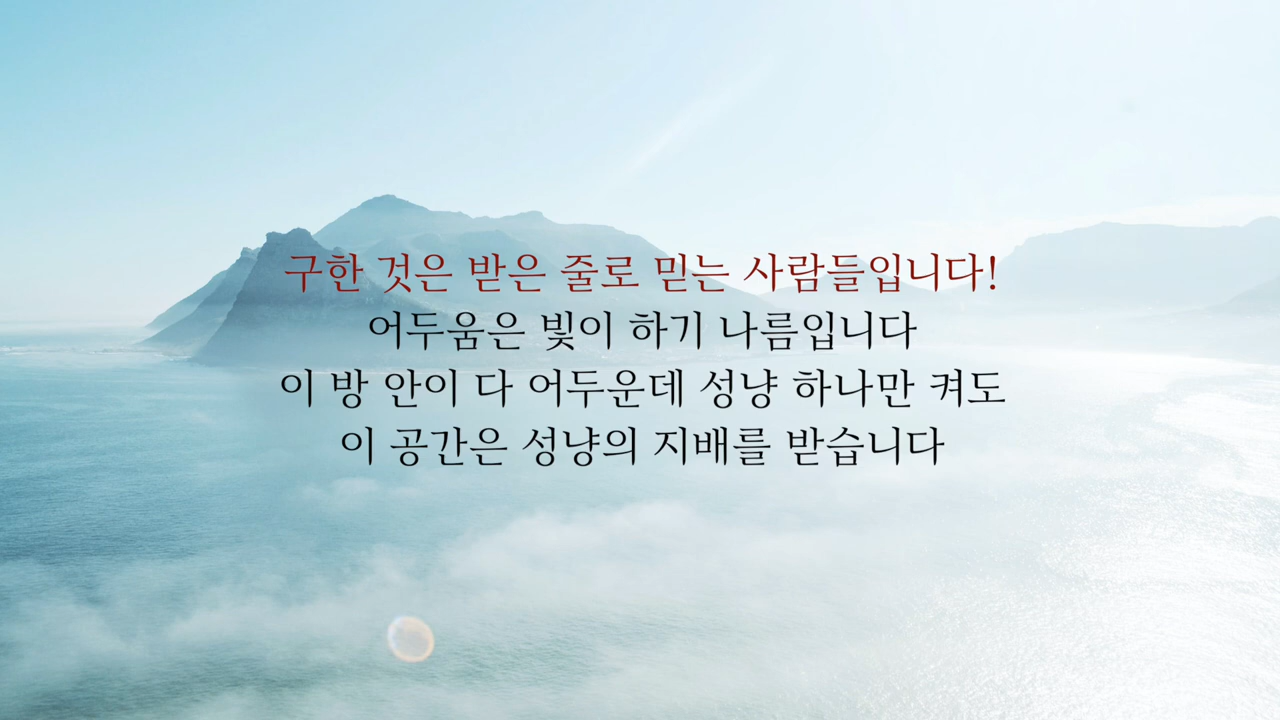 구한 것은 받은 줄로 믿는 사람들입니다!
어두움은 빛이 하기 나름입니다
이 방 안이 다 어두운데 성냥 하나만 켜도
이 공간은 성냥의 지배를 받습니다